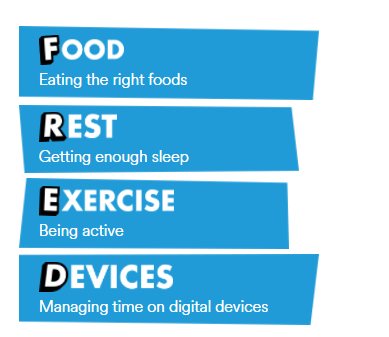 FOOD
Eating the right foods
REST
Getting enough sleep
EXERCISE
Being active
DEVICES
Managing time on digital devices